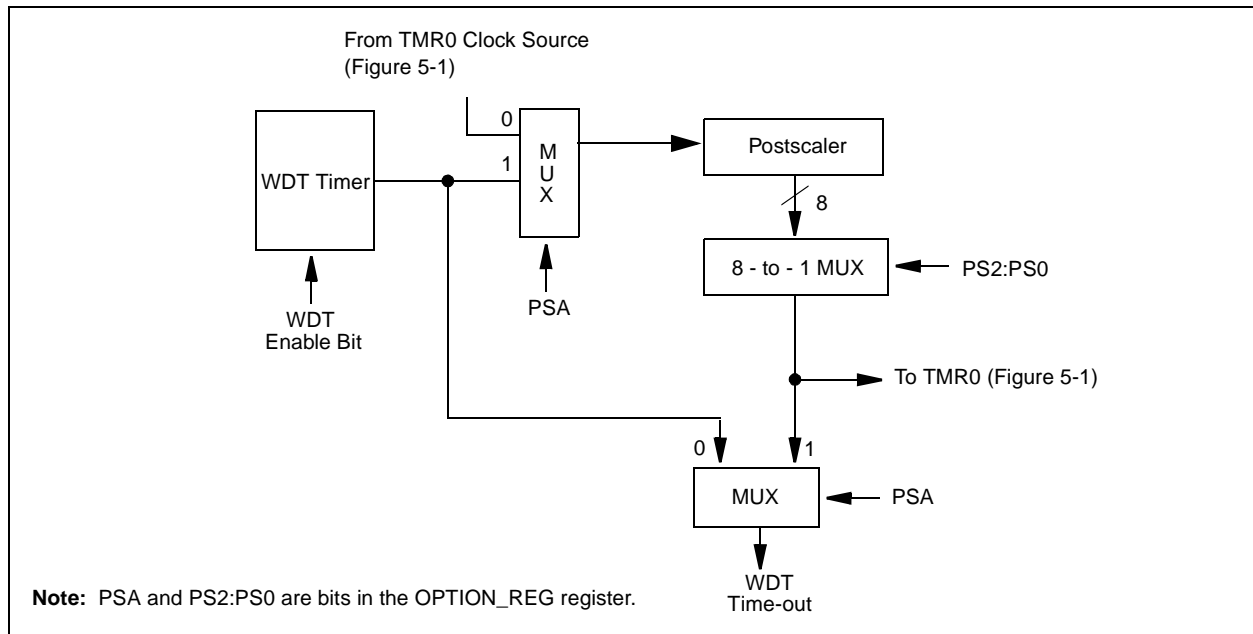 From TMR0 Clock Source
(Figure 5-1)
0
1
M
U
X
WDT Timer
Postscaler
8
8 - to - 1 MUX
PS2:PS0
PSA
WDT
Enable Bit
To TMR0 (Figure 5-1)
0
1
MUX
PSA
WDT
Time-out
Note: PSA and PS2:PS0 are bits in the OPTION_REG register.